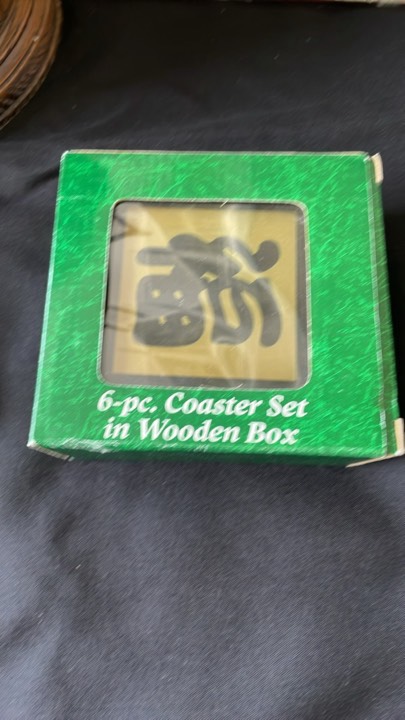 6-pc. Coaster Set
in Wooden Box